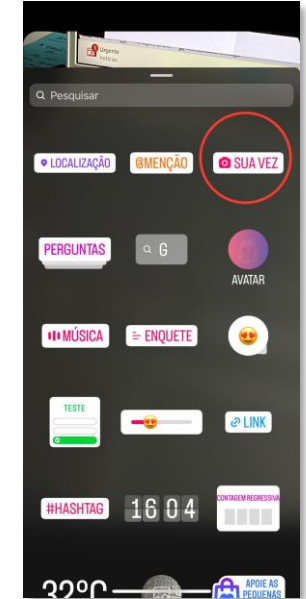 Urgente
notícias
Pesquisar
LOCALIZAÇÃO
@MENÇÃO
SUA VEZ
PERGUNTAS
G
AVATAR
MÚSICA
ENQUETE
TESTE
LINK
#HASHTAG
16 04
CONTAGEM REGRESSIVA
32°C
APOIE AS
PEQUENAS